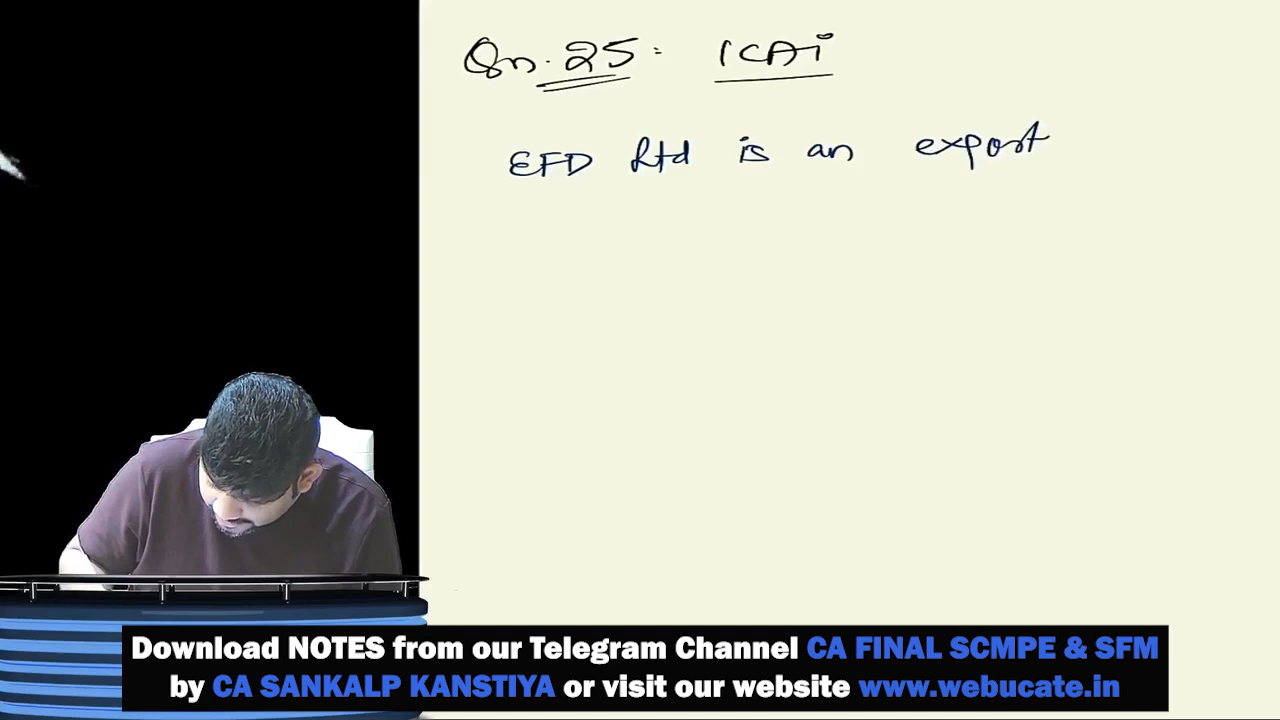 Qn. 25: ICAI
EFD Ltd is an export
Download NOTES from our Telegram Channel CA FINAL SCMPE & SFM
by CA SANKALP KANSTIYA or visit our website www.webucate.in